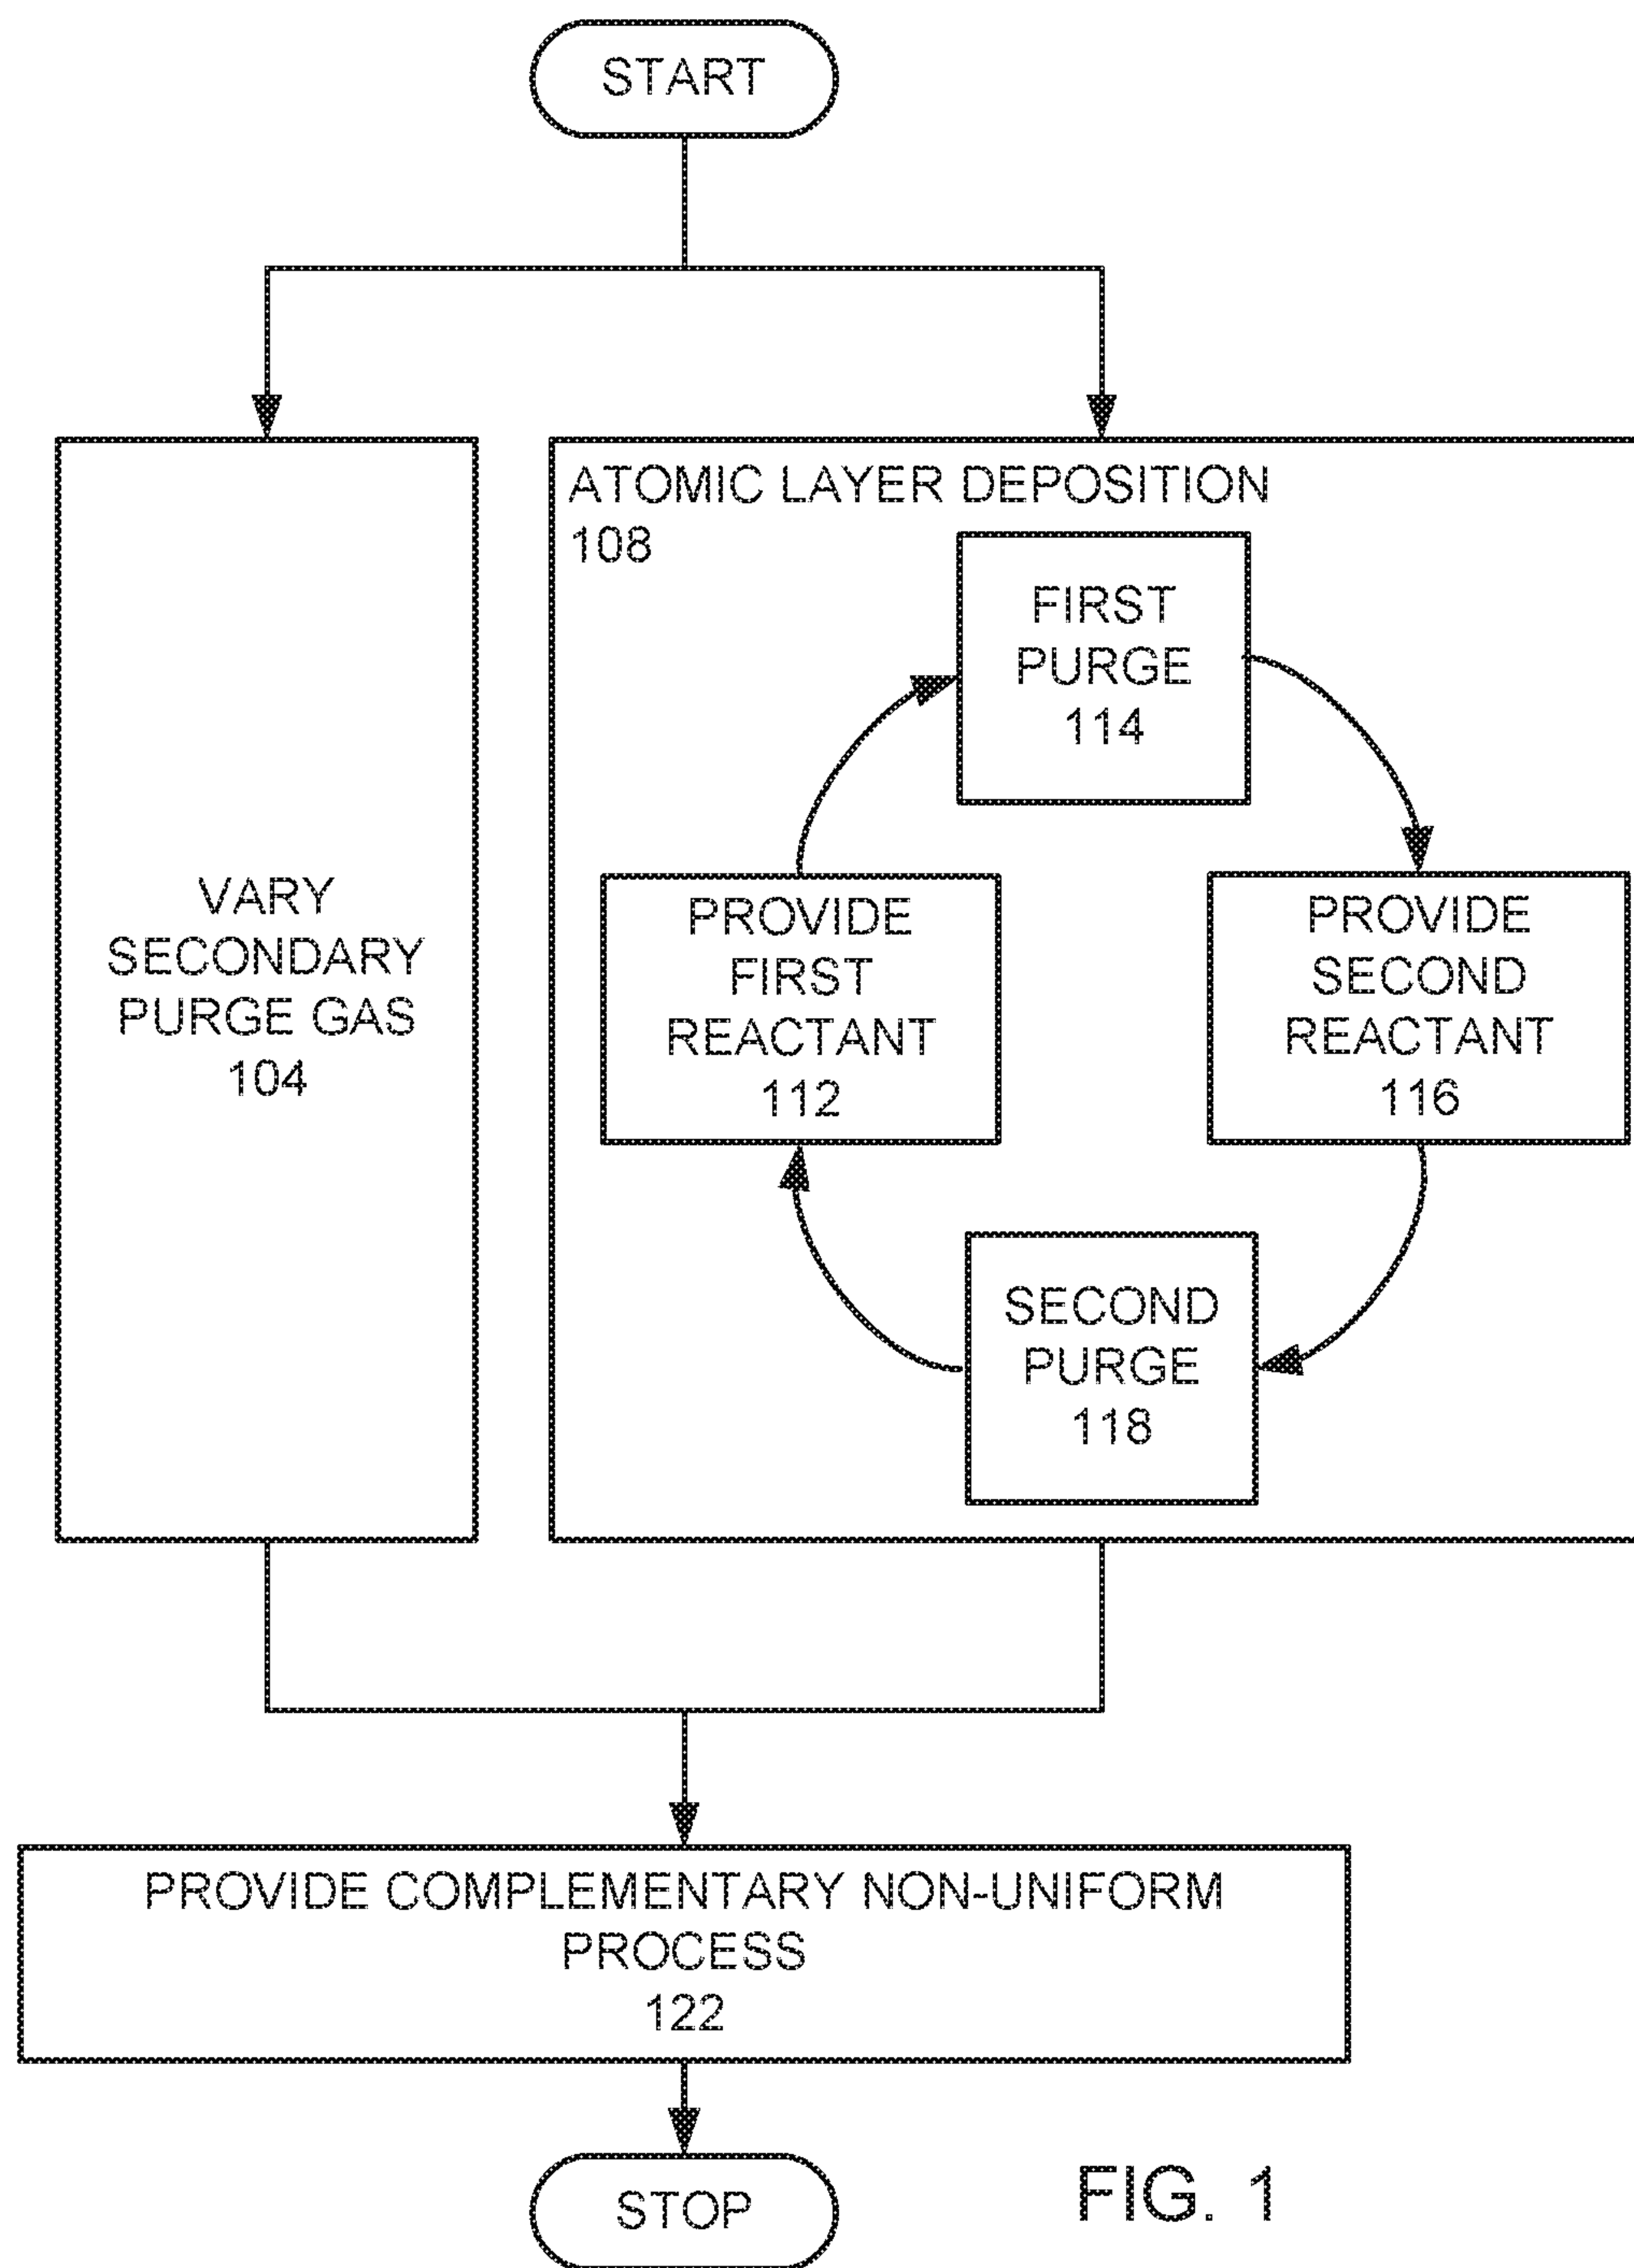 START
VARY
SECONDARY
PURGE GAS
104
ATOMIC LAYER DEPOSITION
108
FIRST
PURGE
114
PROVIDE
FIRST
REACTANT
112
PROVIDE
SECOND
REACTANT
116
SECOND
PURGE
118
PROVIDE COMPLEMENTARY NON-UNIFORM
PROCESS
122
STOP
FIG. 1